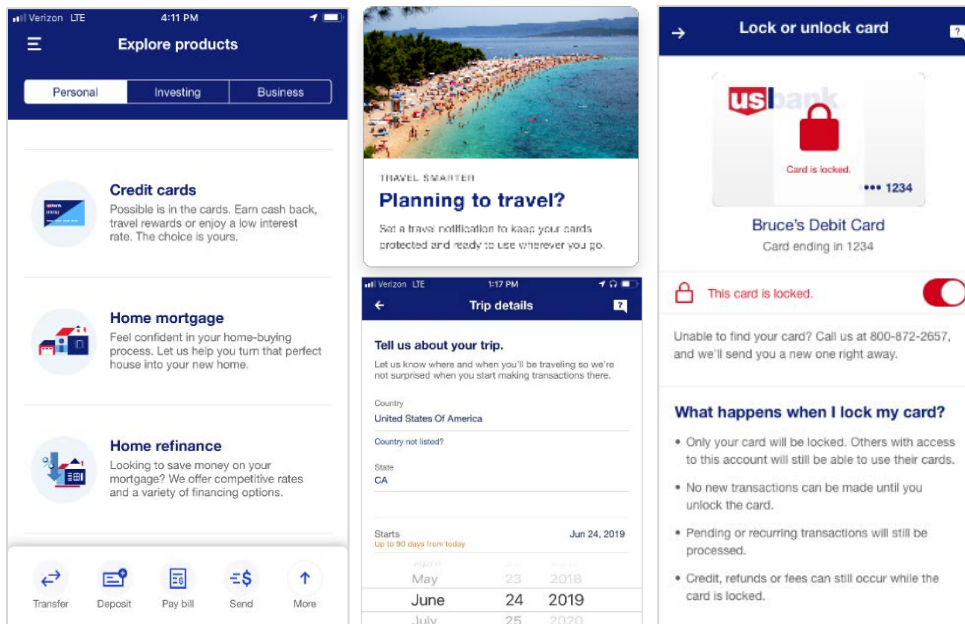 Verizon LTE 4:11 PM
Explore products
Personal Investing Business
Credit cards
Possible is in the cards. Earn cash back,
travel rewards or enjoy a low interest
rate. The choice is yours.
Home mortgage
Feel confident in your home-buying
process. Let us help you turn that perfect
house into your new home.
Home refinance
Looking to save money on your
mortgage? We offer competitive rates
and a variety of financing options.
Transfer Deposit Pay bill Send More
TRAVEL SMARTER
Planning to travel?
Set a travel notification to keep your cards
protected and ready to use wherever you go.
Verizon LTE 1:17 PM
Trip details ?
Tell us about your trip.
Let us know where and when you'll be traveling so we're
not surprised when you start making transactions there.
Country
United States Of America
Country not listed?
State
CA
Starts Jun 24, 2019
Up to 90 days from today
May 23 2018
June 24 2019
July 25 2020
Lock or unlock card ?
usbank
Card is locked.
•••• 1234
Bruce's Debit Card
Card ending in 1234
This card is locked.
Unable to find your card? Call us at 800-872-2657,
and we'll send you a new one right away.
What happens when I lock my card?
• Only your card will be locked. Others with access
to this account will still be able to use their cards.
• No new transactions can be made until you
unlock the card.
• Pending or recurring transactions will still be
processed.
• Credit, refunds or fees can still occur while the
card is locked.